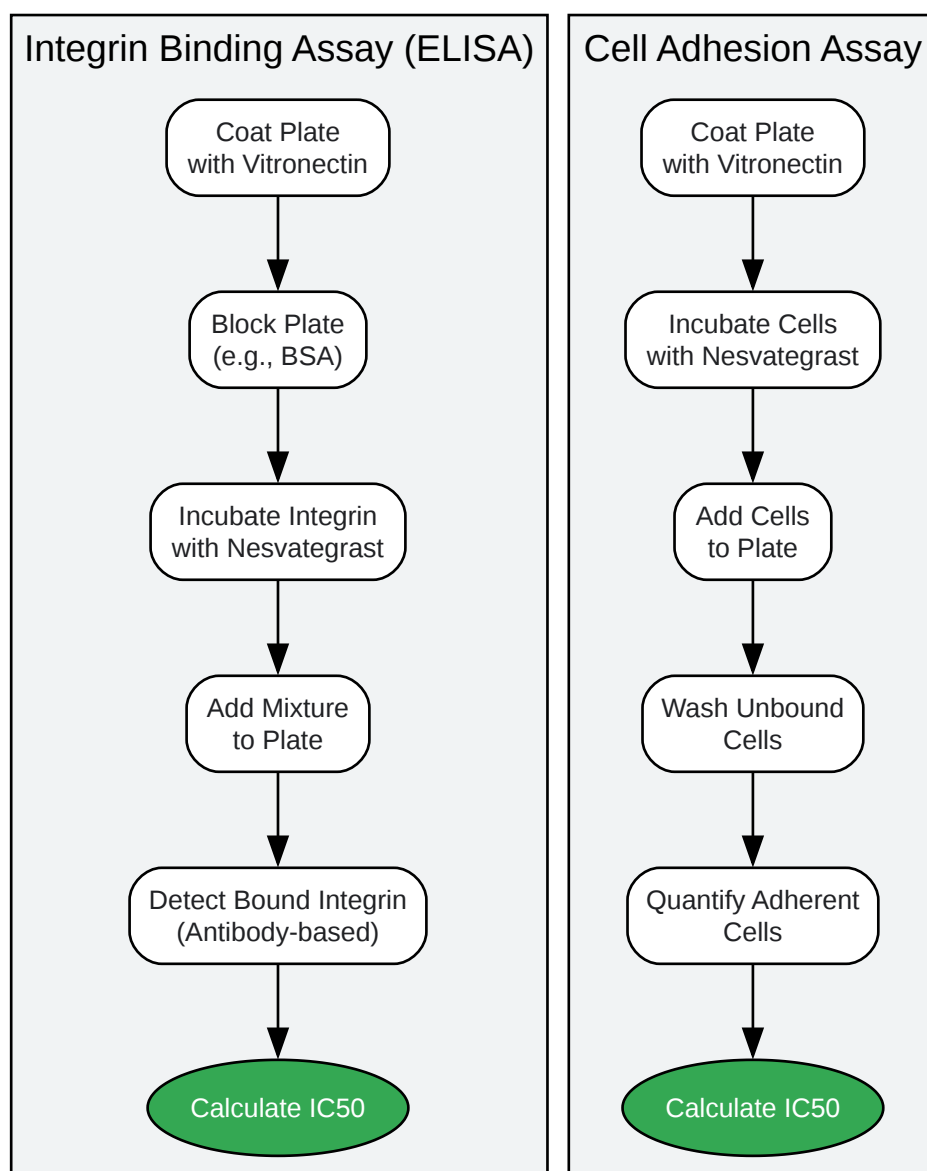 Integrin Binding Assay (ELISA)
Coat Plate
with Vitronectin
Block Plate
(e.g., BSA)
Incubate Integrin
with Nesvategrast
Add Mixture
to Plate
Detect Bound Integrin
(Antibody-based)
Calculate IC50
Cell Adhesion Assay
Coat Plate
with Vitronectin
Incubate Cells
with Nesvategrast
Add Cells
to Plate
Wash Unbound
Cells
Quantify Adherent
Cells
Calculate IC50